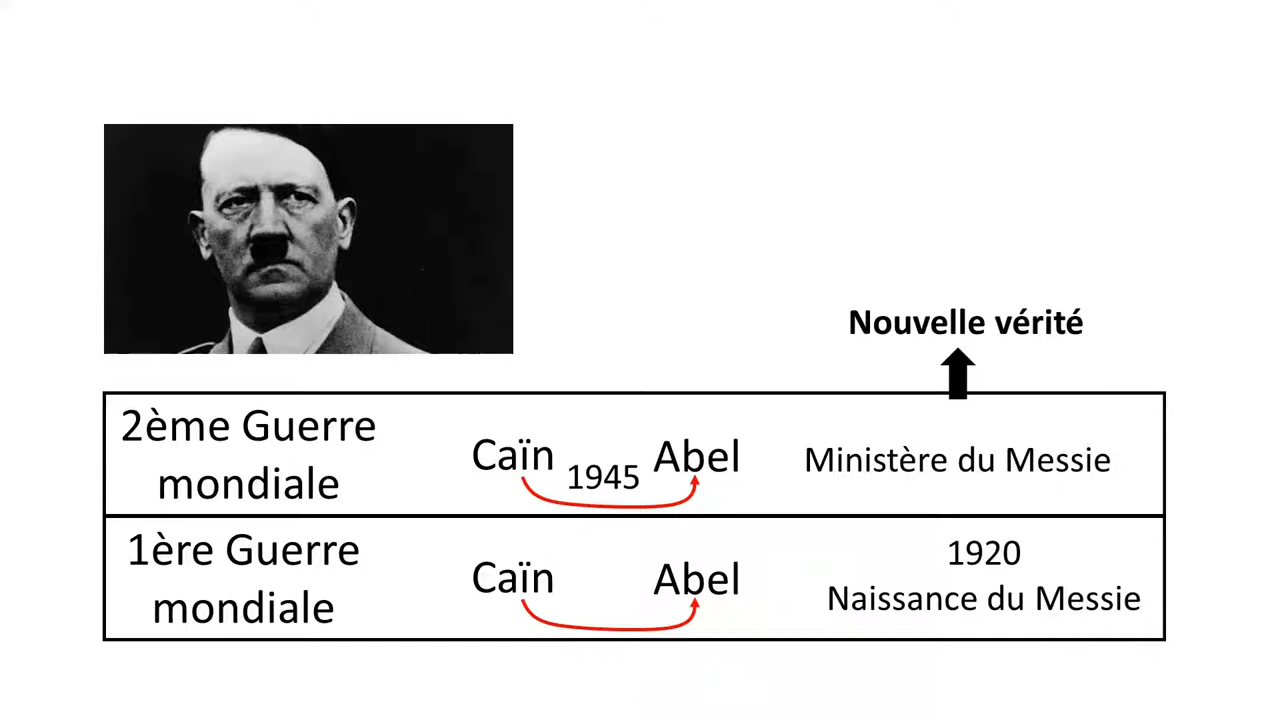 Nouvelle vérité
2ème Guerre
mondiale
Caïn 1945 Abel
Ministère du Messie
1ère Guerre
mondiale
Caïn Abel
1920
Naissance du Messie